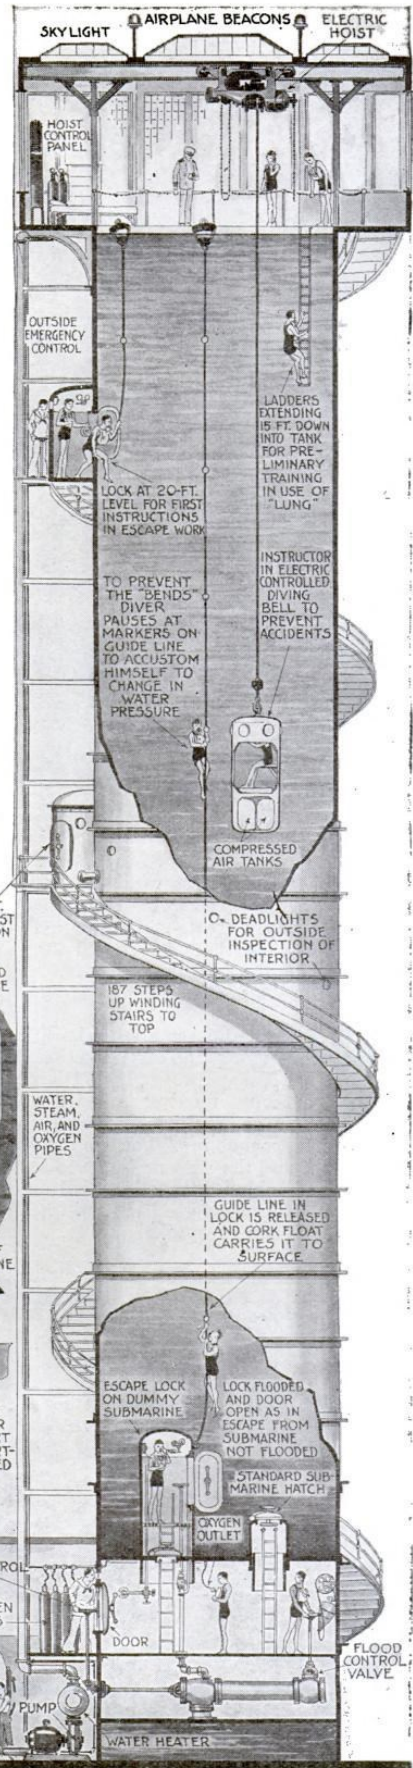 SKYLIGHT
AIRPLANE BEACONS
ELECTRIC
HOIST
HOIST
CONTROL
PANEL
OUTSIDE
EMERGENCY
CONTROL
LADDERS
EXTENDING
15 FT. DOWN
INTO TANK
FOR PRE-
LIMINARY
TRAINING
IN USE OF
"LUNG"
LOCK AT 20-FT.
LEVEL FOR FIRST
INSTRUCTIONS
IN ESCAPE WORK
TO PREVENT
THE "BENDS"
DIVER
PAUSES AT
MARKERS ON
GUIDE LINE
TO ACCUSTOM
HIMSELF TO
CHANGE IN
WATER
PRESSURE
INSTRUCTOR
IN ELECTRIC
CONTROLLED
DIVING
BELL TO
PREVENT
ACCIDENTS
COMPRESSED
AIR TANKS
DEADLIGHTS
FOR OUTSIDE
INSPECTION OF
INTERIOR
187 STEPS
UP WINDING
STAIRS TO
TOP
WATER,
STEAM,
AIR, AND
OXYGEN
PIPES
GUIDE LINE IN
LOCK IS RELEASED
AND CORK FLOAT
CARRIES IT TO
SURFACE
ESCAPE LOCK
ON DUMMY
SUBMARINE
LOCK FLOODED
AND DOOR
OPEN AS IN
ESCAPE FROM
SUBMARINE
NOT FLOODED
STANDARD SUB-
MARINE HATCH
OXYGEN
OUTLET
DOOR
FLOOD
CONTROL
VALVE
PUMP
WATER HEATER